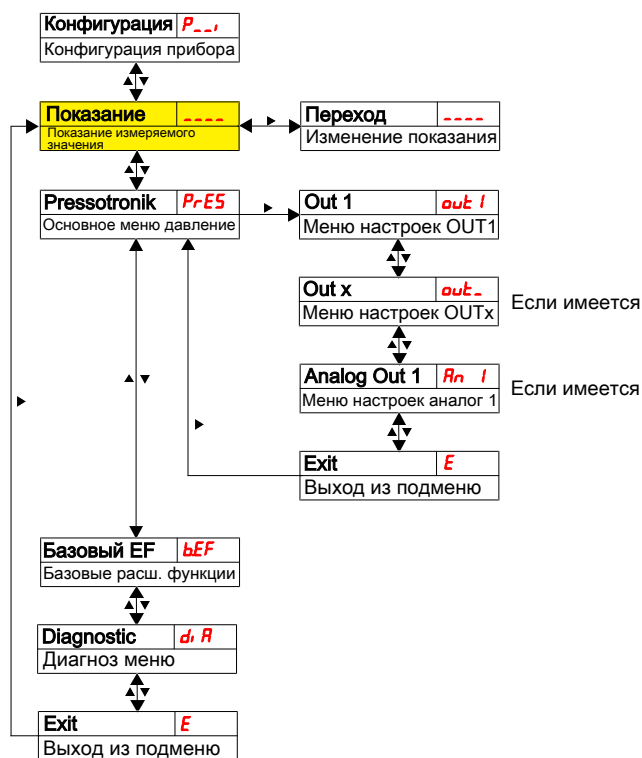 Конфигурация P__i
Конфигурация прибора
Показание ----
Показание измеряемого
значения
Переход ----
Изменение показания
Pressotronik PrES
Основное меню давление
Out 1 out 1
Меню настроек OUT1
Out x out_
Меню настроек OUTx
Если имеется
Analog Out 1 An 1
Меню настроек аналог 1
Если имеется
Exit E
Выход из подменю
Базовый EF bEF
Базовые расш. функции
Diagnostic di A
Диагноз меню
Exit E
Выход из подменю